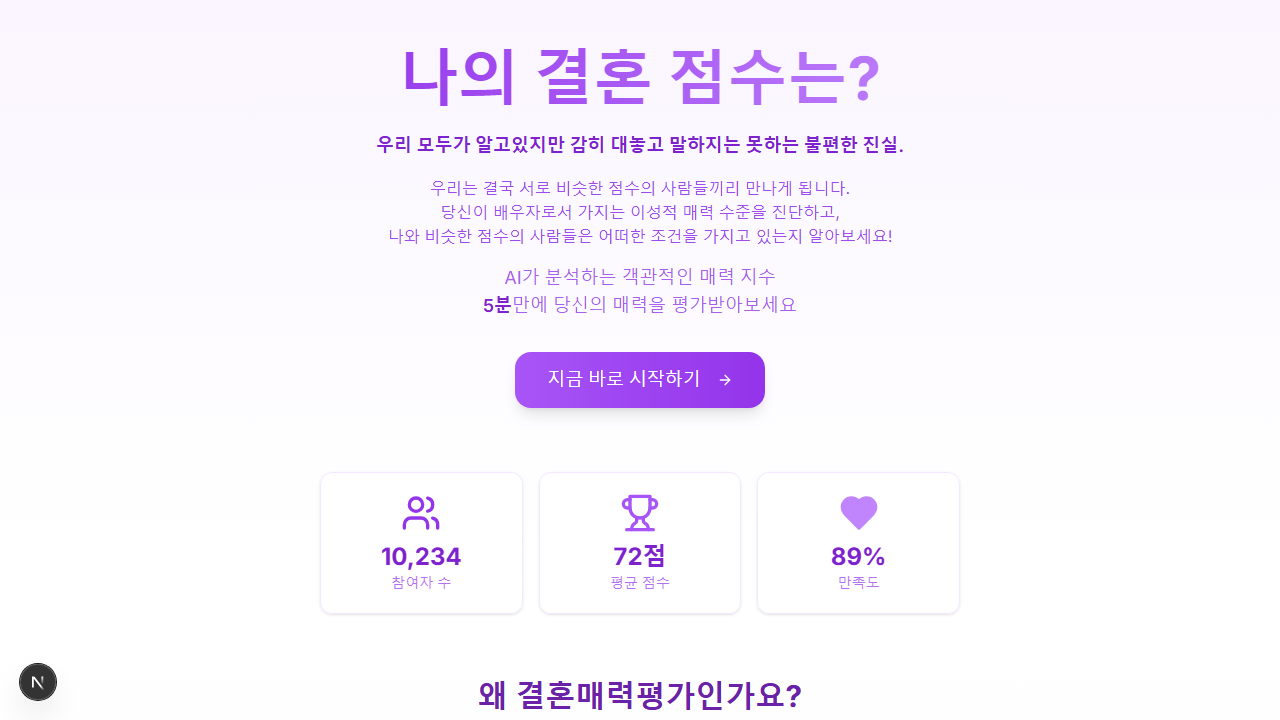 나의 결혼 점수는?
우리 모두가 알고있지만 감히 대놓고 말하지는 못하는 불편한 진실.
우리는 결국 서로 비슷한 점수의 사람들끼리 만나게 됩니다.
당신이 배우자로서 가지는 이성적 매력 수준을 진단하고,
나와 비슷한 점수의 사람들은 어떠한 조건을 가지고 있는지 알아보세요!
AI가 분석하는 객관적인 매력 지수
5분만에 당신의 매력을 평가받아보세요
지금 바로 시작하기 →
10,234
참여자 수
72점
평균 점수
89%
만족도
N
왜 결혼매력평가인가요?